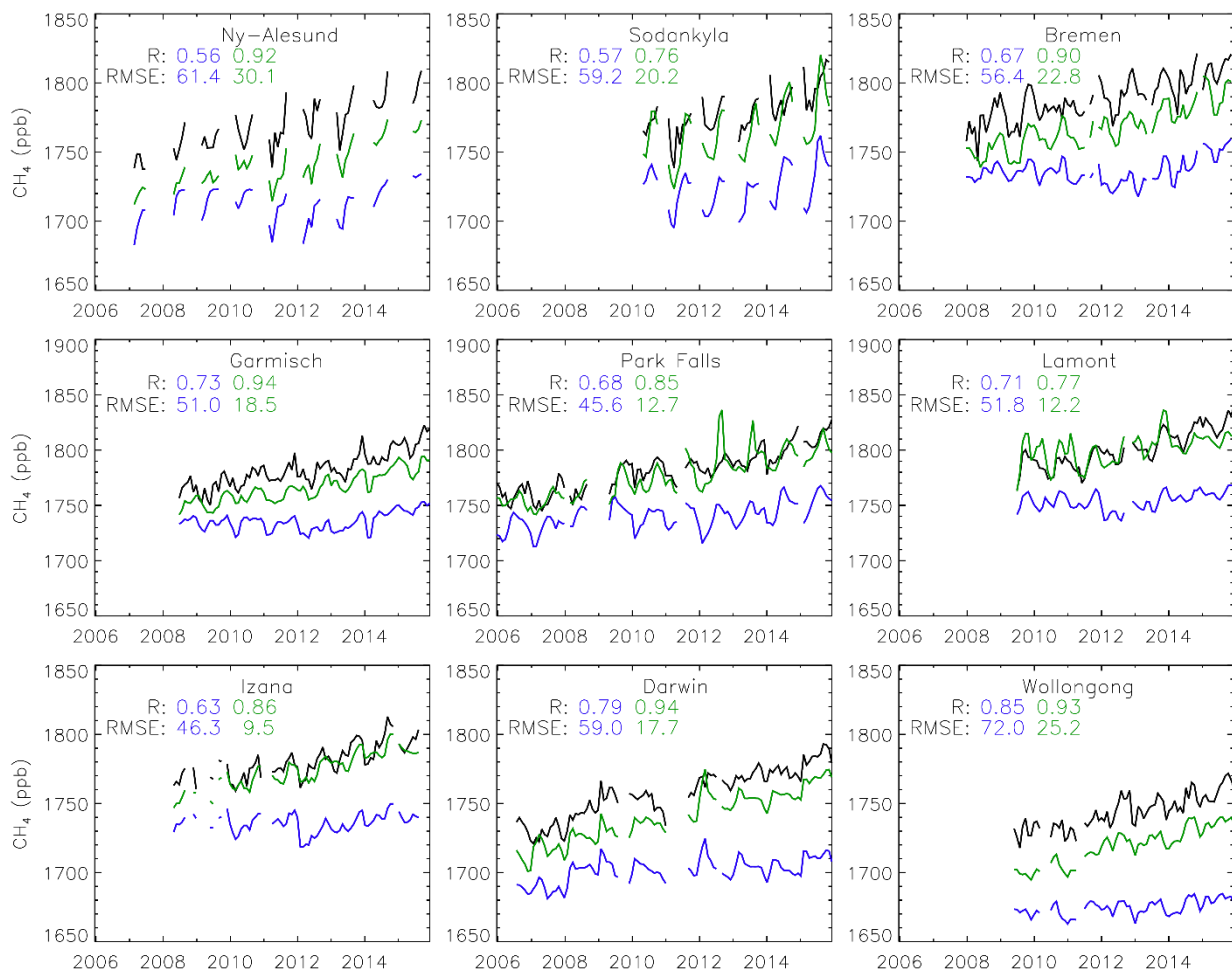 Ny-Alesund
R: 0.56 0.92
RMSE: 61.4 30.1
1850
1800
1750
1700
1650
CH4 (ppb)
2006 2008 2010 2012 2014
Sodankyla
R: 0.57 0.76
RMSE: 59.2 20.2
1850
1800
1750
1700
1650
2006 2008 2010 2012 2014
Bremen
R: 0.67 0.90
RMSE: 56.4 22.8
1850
1800
1750
1700
1650
2006 2008 2010 2012 2014
Garmisch
R: 0.73 0.94
RMSE: 51.0 18.5
1900
1850
1800
1750
1700
1650
CH4 (ppb)
2006 2008 2010 2012 2014
Park Falls
R: 0.68 0.85
RMSE: 45.6 12.7
1900
1850
1800
1750
1700
1650
2006 2008 2010 2012 2014
Lamont
R: 0.71 0.77
RMSE: 51.8 12.2
1900
1850
1800
1750
1700
1650
2006 2008 2010 2012 2014
Izana
R: 0.63 0.86
RMSE: 46.3 9.5
1850
1800
1750
1700
1650
CH4 (ppb)
2006 2008 2010 2012 2014
Darwin
R: 0.79 0.94
RMSE: 59.0 17.7
1850
1800
1750
1700
1650
2006 2008 2010 2012 2014
Wollongong
R: 0.85 0.93
RMSE: 72.0 25.2
1850
1800
1750
1700
1650
2006 2008 2010 2012 2014